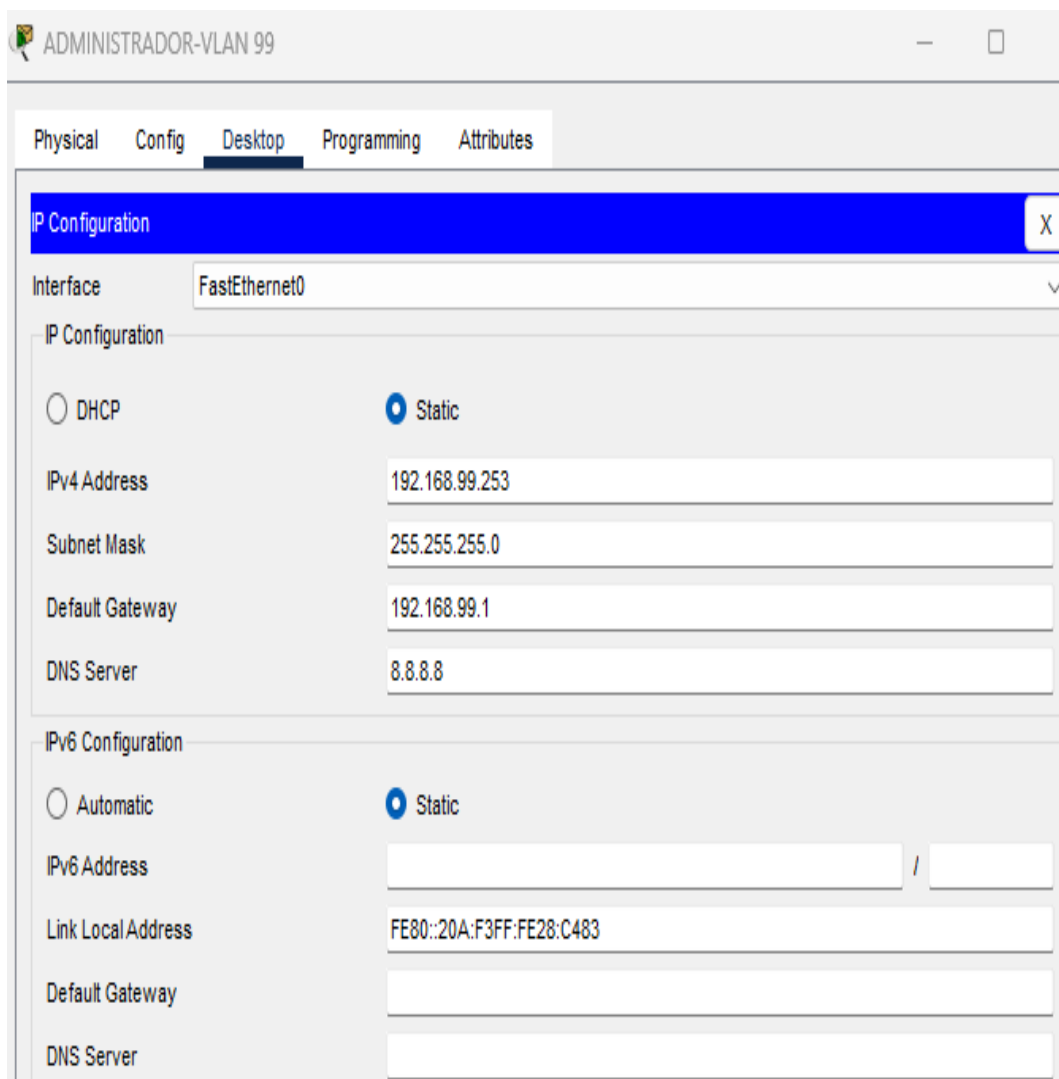 ADMINISTRADOR-VLAN 99
Physical Config Desktop Programming Attributes
IP Configuration X
Interface FastEthernet0
IP Configuration
DHCP Static
IPv4 Address 192.168.99.253
Subnet Mask 255.255.255.0
Default Gateway 192.168.99.1
DNS Server 8.8.8.8
IPv6 Configuration
Automatic Static
IPv6 Address /
Link Local Address FE80::20A:F3FF:FE28:C483
Default Gateway
DNS Server